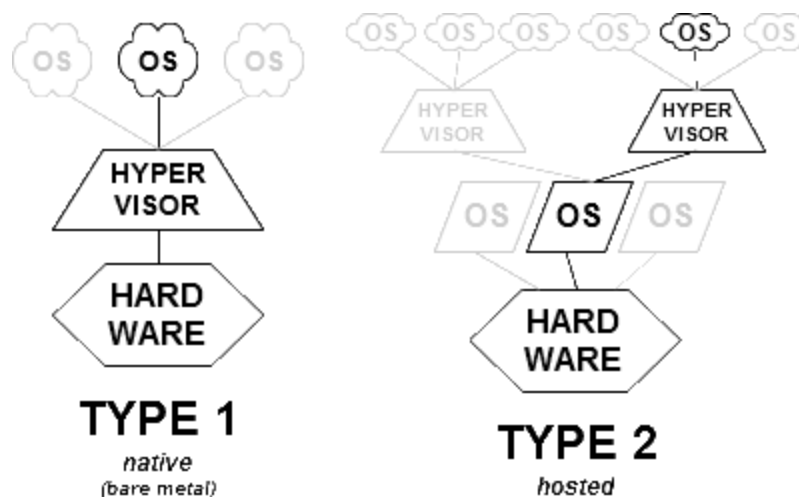 OS OS OS
HYPER
VISOR
HARD
WARE
TYPE 1
native
(bare metal)
OS OS OS OS OS OS
HYPER HYPER
VISOR VISOR
OS OS OS
HARD
WARE
TYPE 2
hosted